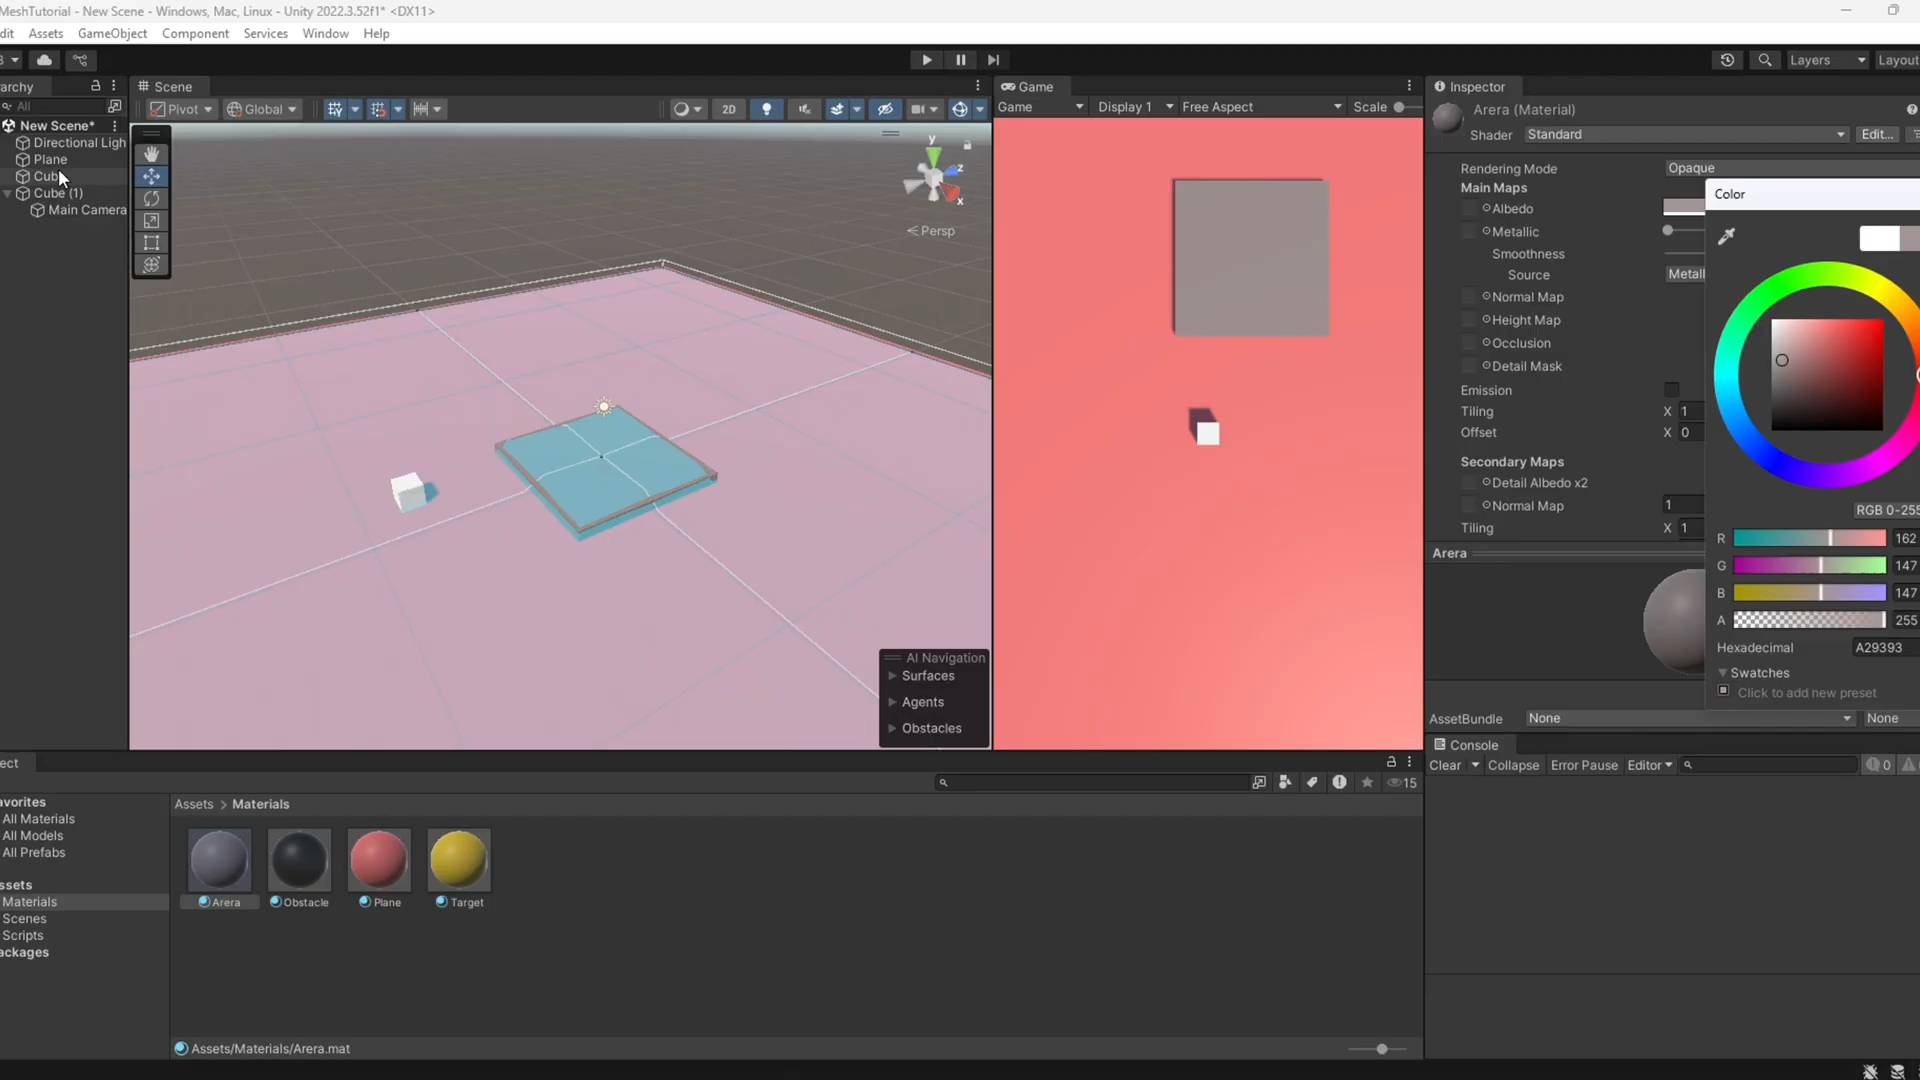 MeshTutorial - New Scene - Windows, Mac, Linux - Unity 2022.3.52f1* <DX11>
dit Assets GameObject Component Services Window Help
Layers Layout
archy
All
New Scene*
Directional Ligh
Plane
Cub
Cube (1)
Main Camera
Scene
Pivot Global 2D
y
z
x
Persp
AI Navigation
Surfaces
Agents
Obstacles
Game
Game Display 1 Free Aspect Scale
Inspector
Arera (Material)
Shader Standard Edit...
Rendering Mode Opaque
Main Maps
Albedo
Metallic
Smoothness
Source Metall
Normal Map
Height Map
Occlusion
Detail Mask
Emission
Tiling X 1
Offset X 0
Secondary Maps
Detail Albedo x2
Normal Map 1
Tiling X 1
Color
RGB 0-255
R 162
G 147
B 147
A 255
Hexadecimal A29393
Swatches
Click to add new preset
Arera
AssetBundle None None
Console
Clear Collapse Error Pause Editor 0
ect
15
avorites
All Materials
All Models
All Prefabs
ssets
Materials
Scenes
Scripts
ackages
Assets > Materials
Arera Obstacle Plane Target
Assets/Materials/Arera.mat